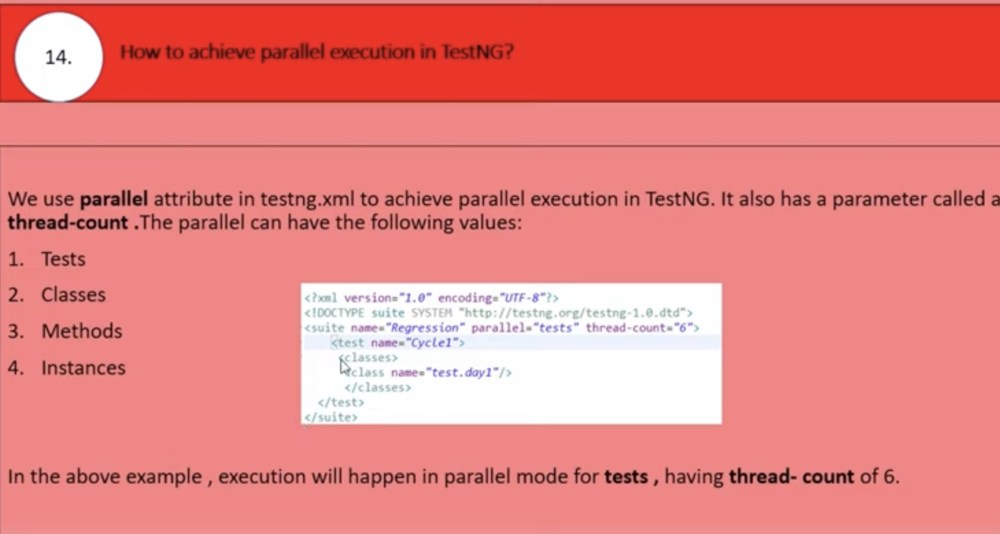 14.
How to achieve parallel execution in TestNG?
We use parallel attribute in testng.xml to achieve parallel execution in TestNG. It also has a parameter called a
thread-count .The parallel can have the following values:
1. Tests
2. Classes
3. Methods
4. Instances
<?xml version="1.0" encoding="UTF-8"?>
<!DOCTYPE suite SYSTEM "http://testng.org/testng-1.0.dtd">
<suite name="Regression" parallel="tests" thread-count="6">
<test name="Cycle1">
<classes>
<class name="test.day1"/>
</classes>
</test>
</suite>
In the above example , execution will happen in parallel mode for tests , having thread- count of 6.